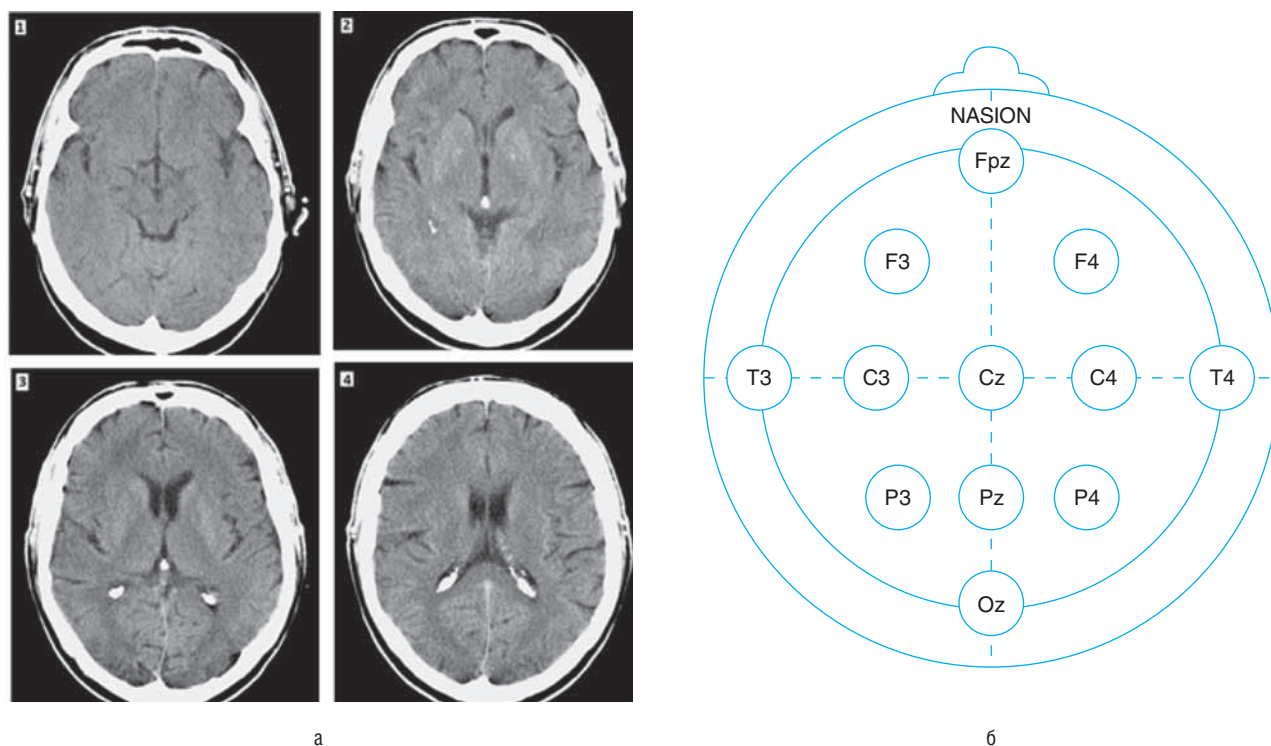 1 2
3 4
NASION
Fpz
F3 F4
T3 C3 Cz C4 T4
P3 Pz P4
Oz
а б